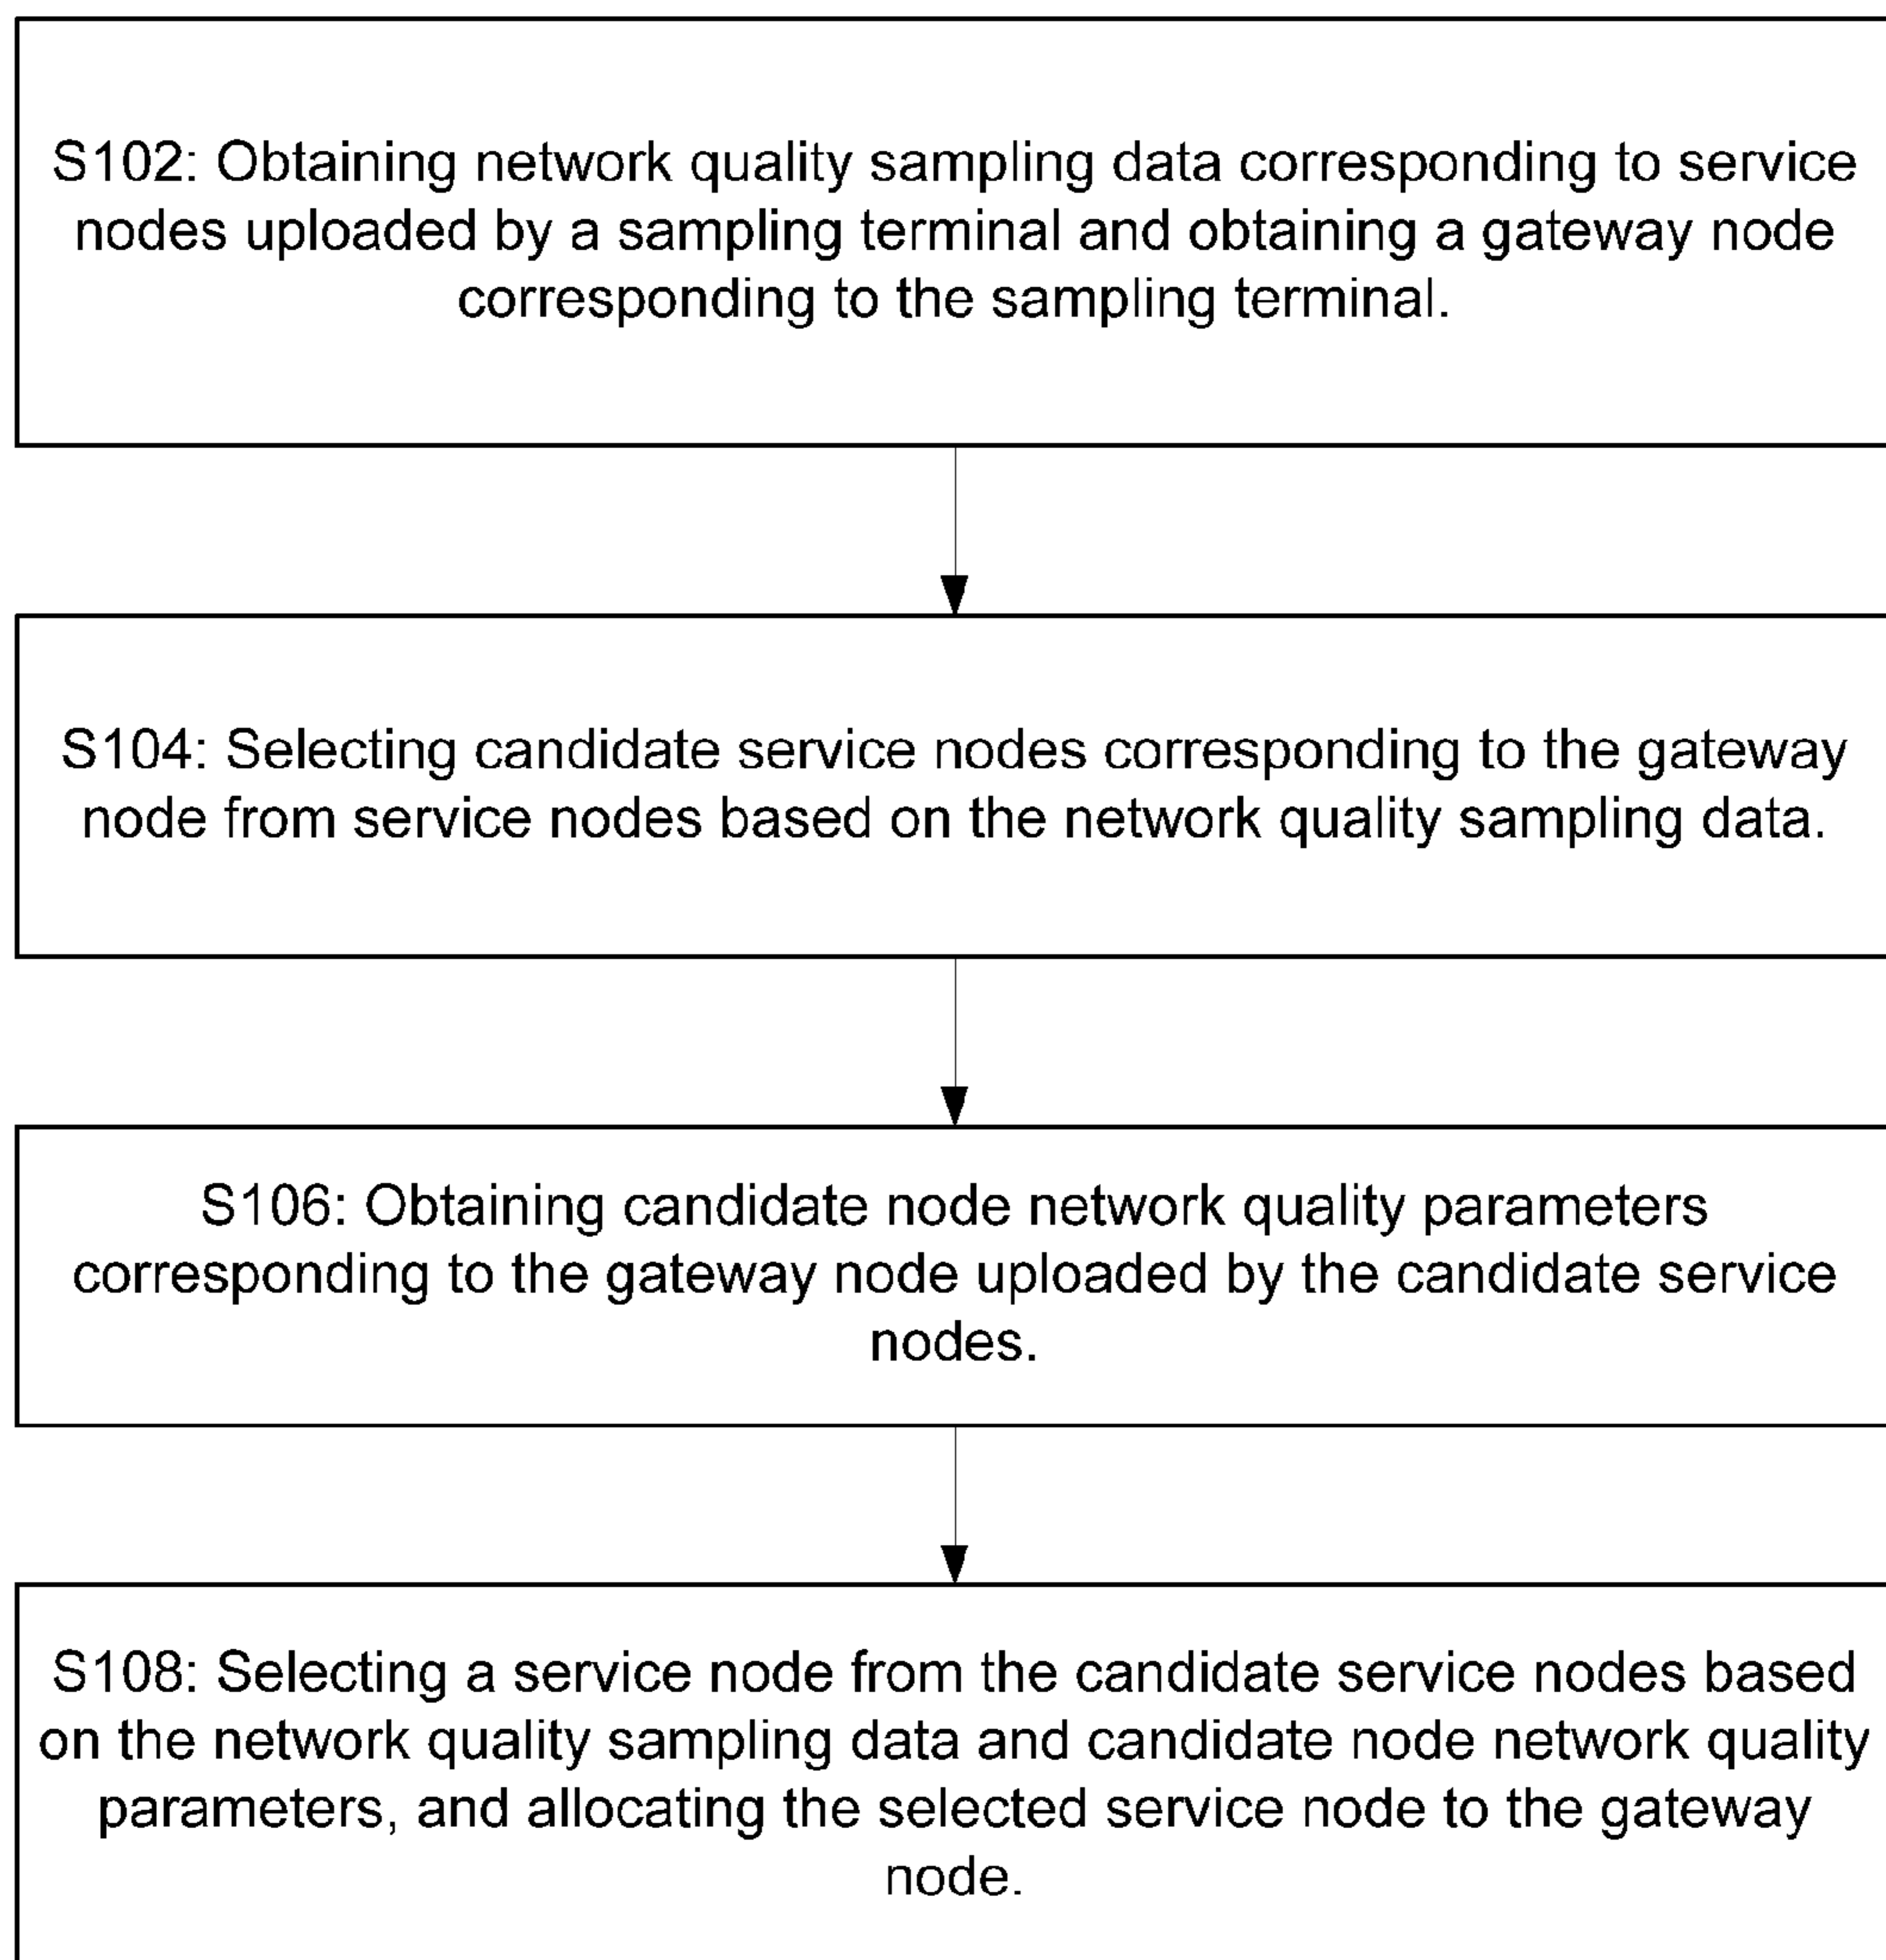 S102: Obtaining network quality sampling data corresponding to service
nodes uploaded by a sampling terminal and obtaining a gateway node
corresponding to the sampling terminal.
S104: Selecting candidate service nodes corresponding to the gateway
node from service nodes based on the network quality sampling data.
S106: Obtaining candidate node network quality parameters
corresponding to the gateway node uploaded by the candidate service
nodes.
S108: Selecting a service node from the candidate service nodes based
on the network quality sampling data and candidate node network quality
parameters, and allocating the selected service node to the gateway
node.